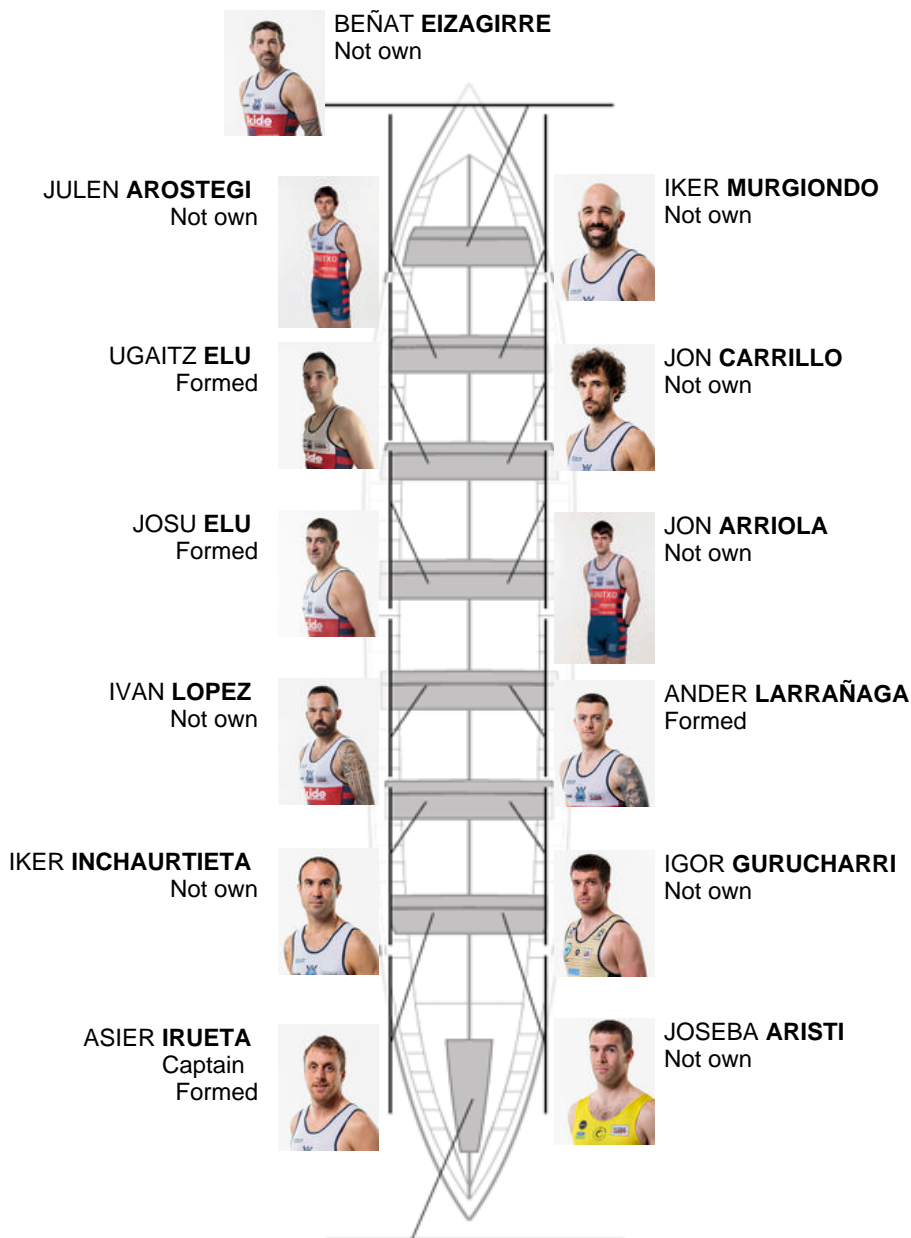 BEÑAT EIZAGIRRE
Not own
JULEN AROSTEGI
Not own
IKER MURGIONDO
Not own
UGAITZ ELU
Formed
JON CARRILLO
Not own
JOSU ELU
Formed
JON ARRIOLA
Not own
IVAN LOPEZ
Not own
ANDER LARRAÑAGA
Formed
IKER INCHAURTIETA
Not own
IGOR GURUCHARRI
Not own
ASIER IRUETA
Captain
Formed
JOSEBA ARISTI
Not own